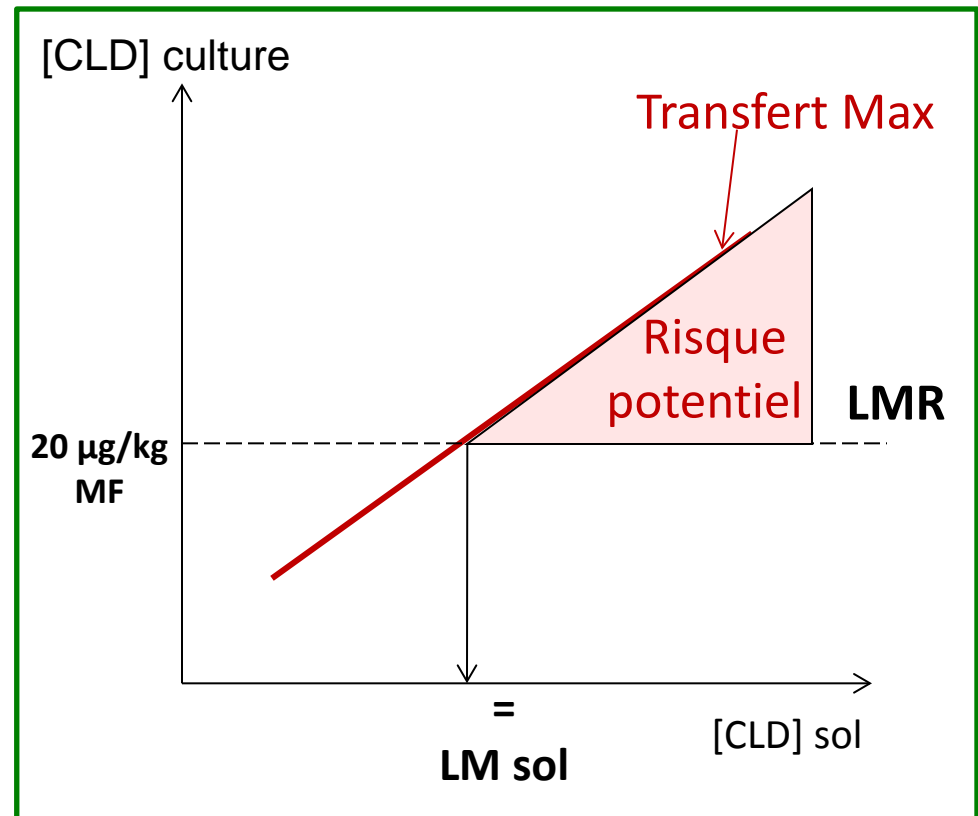 [CLD] culture
Transfert Max
Risque
potentiel
LMR
20 µg/kg
MF
=
LM sol
[CLD] sol